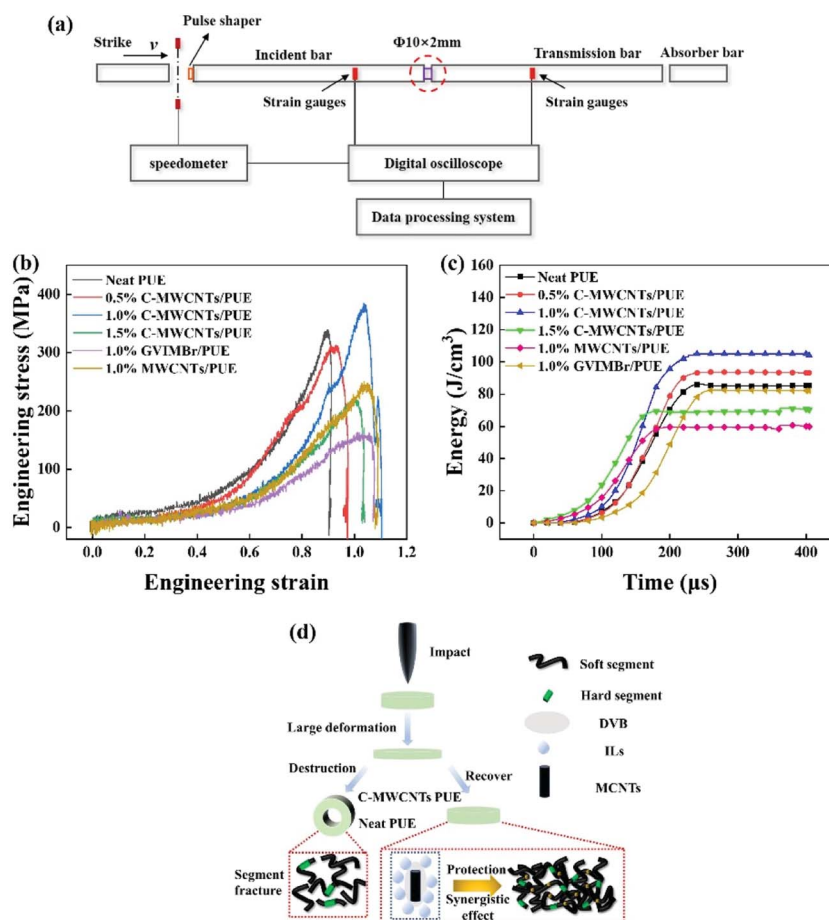 (a)
Pulse shaper
Strike
v
Incident bar
Φ10×2mm
Transmission bar
Absorber bar
Strain gauges
Strain gauges
speedometer
Digital oscilloscope
Data processing system
(b)
Neat PUE
0.5% C-MWCNTs/PUE
1.0% C-MWCNTs/PUE
1.5% C-MWCNTs/PUE
1.0% GVIMBr/PUE
1.0% MWCNTs/PUE
Engineering stress (MPa)
400
300
200
100
0
0.0 0.2 0.4 0.6 0.8 1.0 1.2
Engineering strain
(c)
Neat PUE
0.5% C-MWCNTs/PUE
1.0% C-MWCNTs/PUE
1.5% C-MWCNTs/PUE
1.0% MWCNTs/PUE
1.0% GVIMBr/PUE
Energy (J/cm³)
160
140
120
100
80
60
40
20
0
0 100 200 300 400
Time (μs)
(d)
Impact
Large deformation
Destruction
Recover
C-MWCNTs PUE
Neat PUE
Segment
fracture
Protection
Synergistic
effect
Soft segment
Hard segment
DVB
ILs
MCNTs